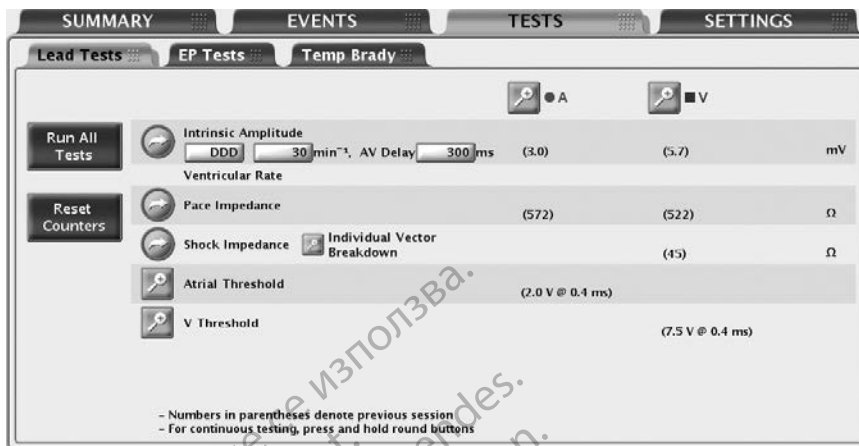 SUMMARY EVENTS TESTS SETTINGS
Lead Tests EP Tests Temp Brady
A V
Run All Tests
Intrinsic Amplitude
DDD 30 min⁻¹, AV Delay 300 ms (3.0) (5.7) mV
Ventricular Rate
Reset Counters
Pace Impedance (572) (522) Ω
Shock Impedance Individual Vector Breakdown (45) Ω
Atrial Threshold (2.0 V @ 0.4 ms)
V Threshold (7.5 V @ 0.4 ms)
- Numbers in parentheses denote previous session
- For continuous testing, press and hold round buttons
се използва.